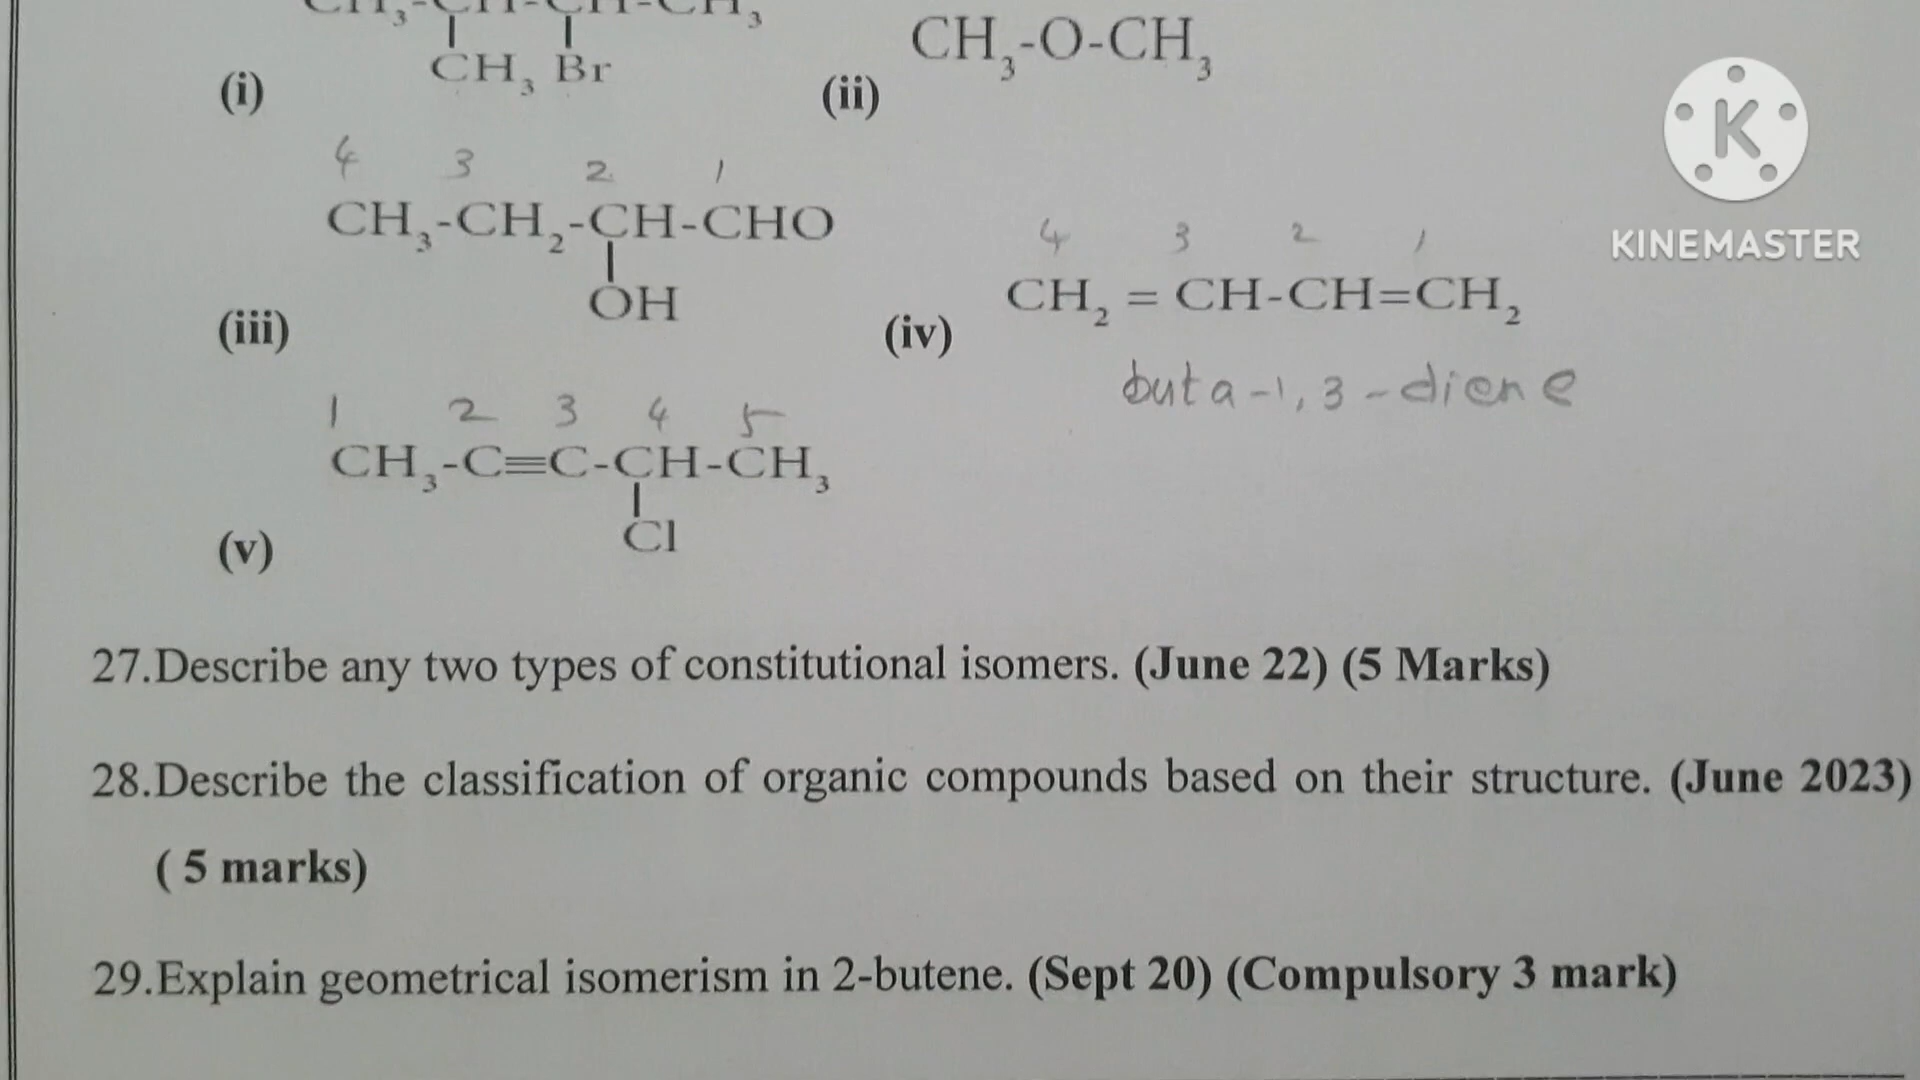 CH₃-CH-CH-CH₃
CH₃ Br
(i)
CH₃-O-CH₃
(ii)
K
KINEMASTER
4 3 2 1
CH₃-CH₂-CH-CHO
OH
(iii)
4 3 2 1
CH₂ = CH-CH=CH₂
(iv)
buta-1,3-diene
1 2 3 4 5
CH₃-C≡C-CH-CH₃
Cl
(v)
27.Describe any two types of constitutional isomers. (June 22) (5 Marks)
28.Describe the classification of organic compounds based on their structure. (June 2023)
( 5 marks)
29.Explain geometrical isomerism in 2-butene. (Sept 20) (Compulsory 3 mark)